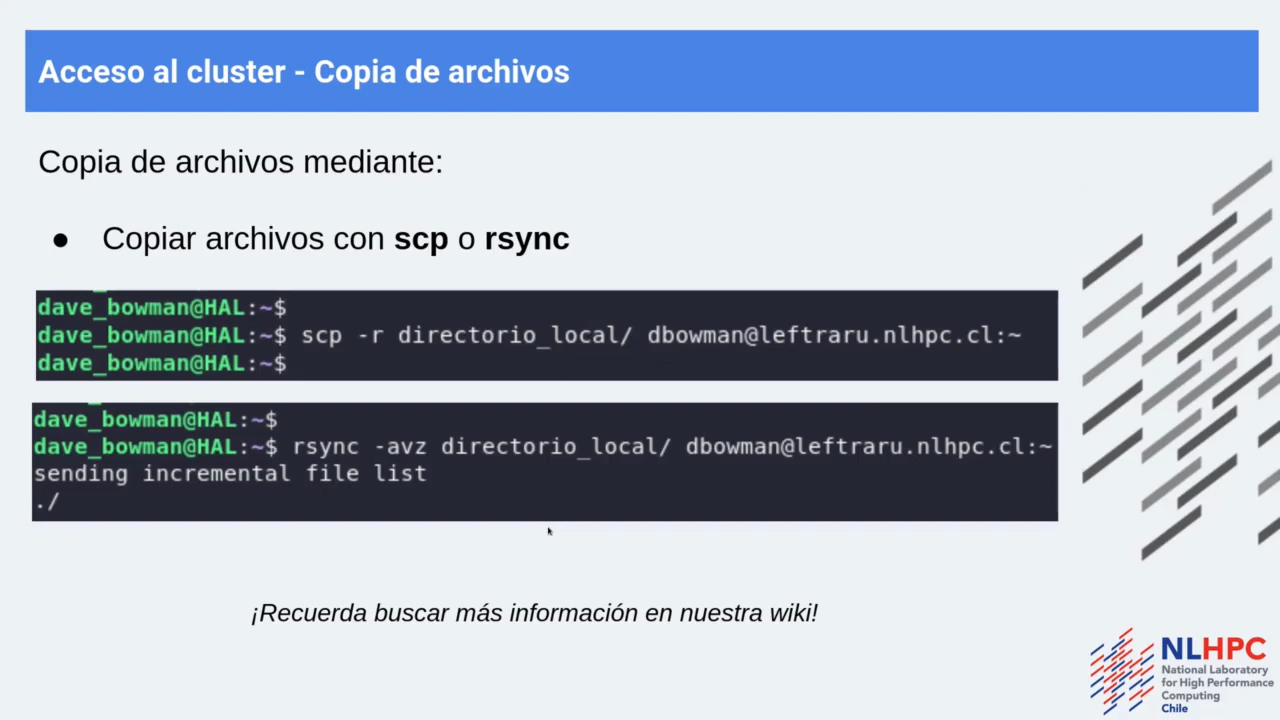 Acceso al cluster - Copia de archivos
Copia de archivos mediante:
● Copiar archivos con scp o rsync
dave_bowman@HAL:~$
dave_bowman@HAL:~$ scp -r directorio_local/ dbowman@leftraru.nlhpc.cl:~
dave_bowman@HAL:~$
dave_bowman@HAL:~$
dave_bowman@HAL:~$ rsync -avz directorio_local/ dbowman@leftraru.nlhpc.cl:~
sending incremental file list
./
¡Recuerda buscar más información en nuestra wiki!
NLHPC
National Laboratory
for High Performance
Computing
Chile